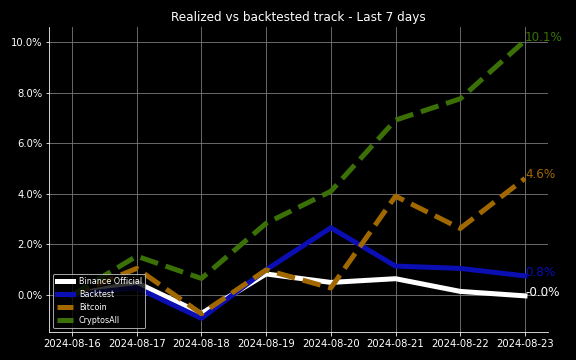 Realized vs backtested track - Last 7 days
10.0%
8.0%
6.0%
4.0%
2.0%
0.0%
10.1%
4.6%
0.8%
-0.0%
Binance Official
Backtest
Bitcoin
CryptosAll
2024-08-16 2024-08-17 2024-08-18 2024-08-19 2024-08-20 2024-08-21 2024-08-22 2024-08-23